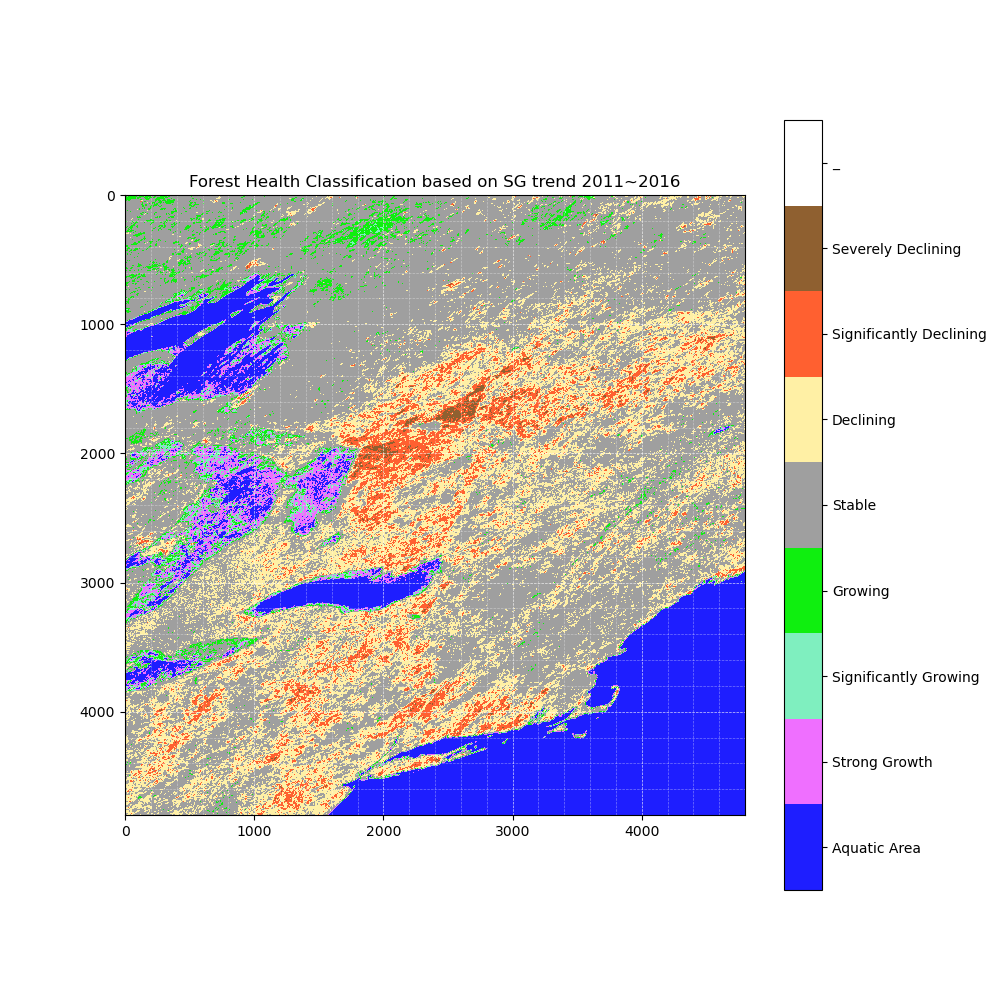 Forest Health Classification based on SG trend 2011~2016
0
1000
2000
3000
4000
0
1000
2000
3000
4000
_
Severely Declining
Significantly Declining
Declining
Stable
Growing
Significantly Growing
Strong Growth
Aquatic Area